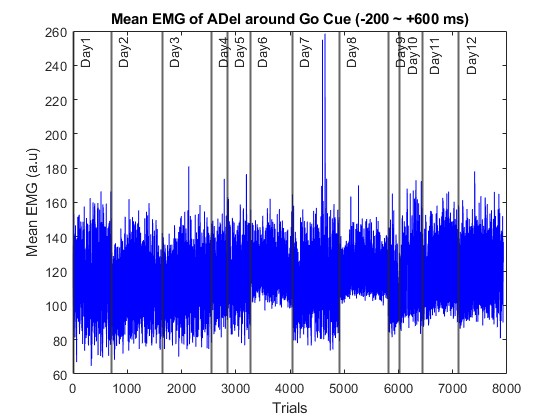 Mean EMG of ADel around Go Cue (-200 ~ +600 ms)
260
240
220
200
180
160
140
120
100
80
60
Mean EMG (a.u)
Day1
Day2
Day3
Day4
Day5
Day6
Day7
Day8
Day9
Day10
Day11
Day12
0
1000
2000
3000
4000
5000
6000
7000
8000
Trials